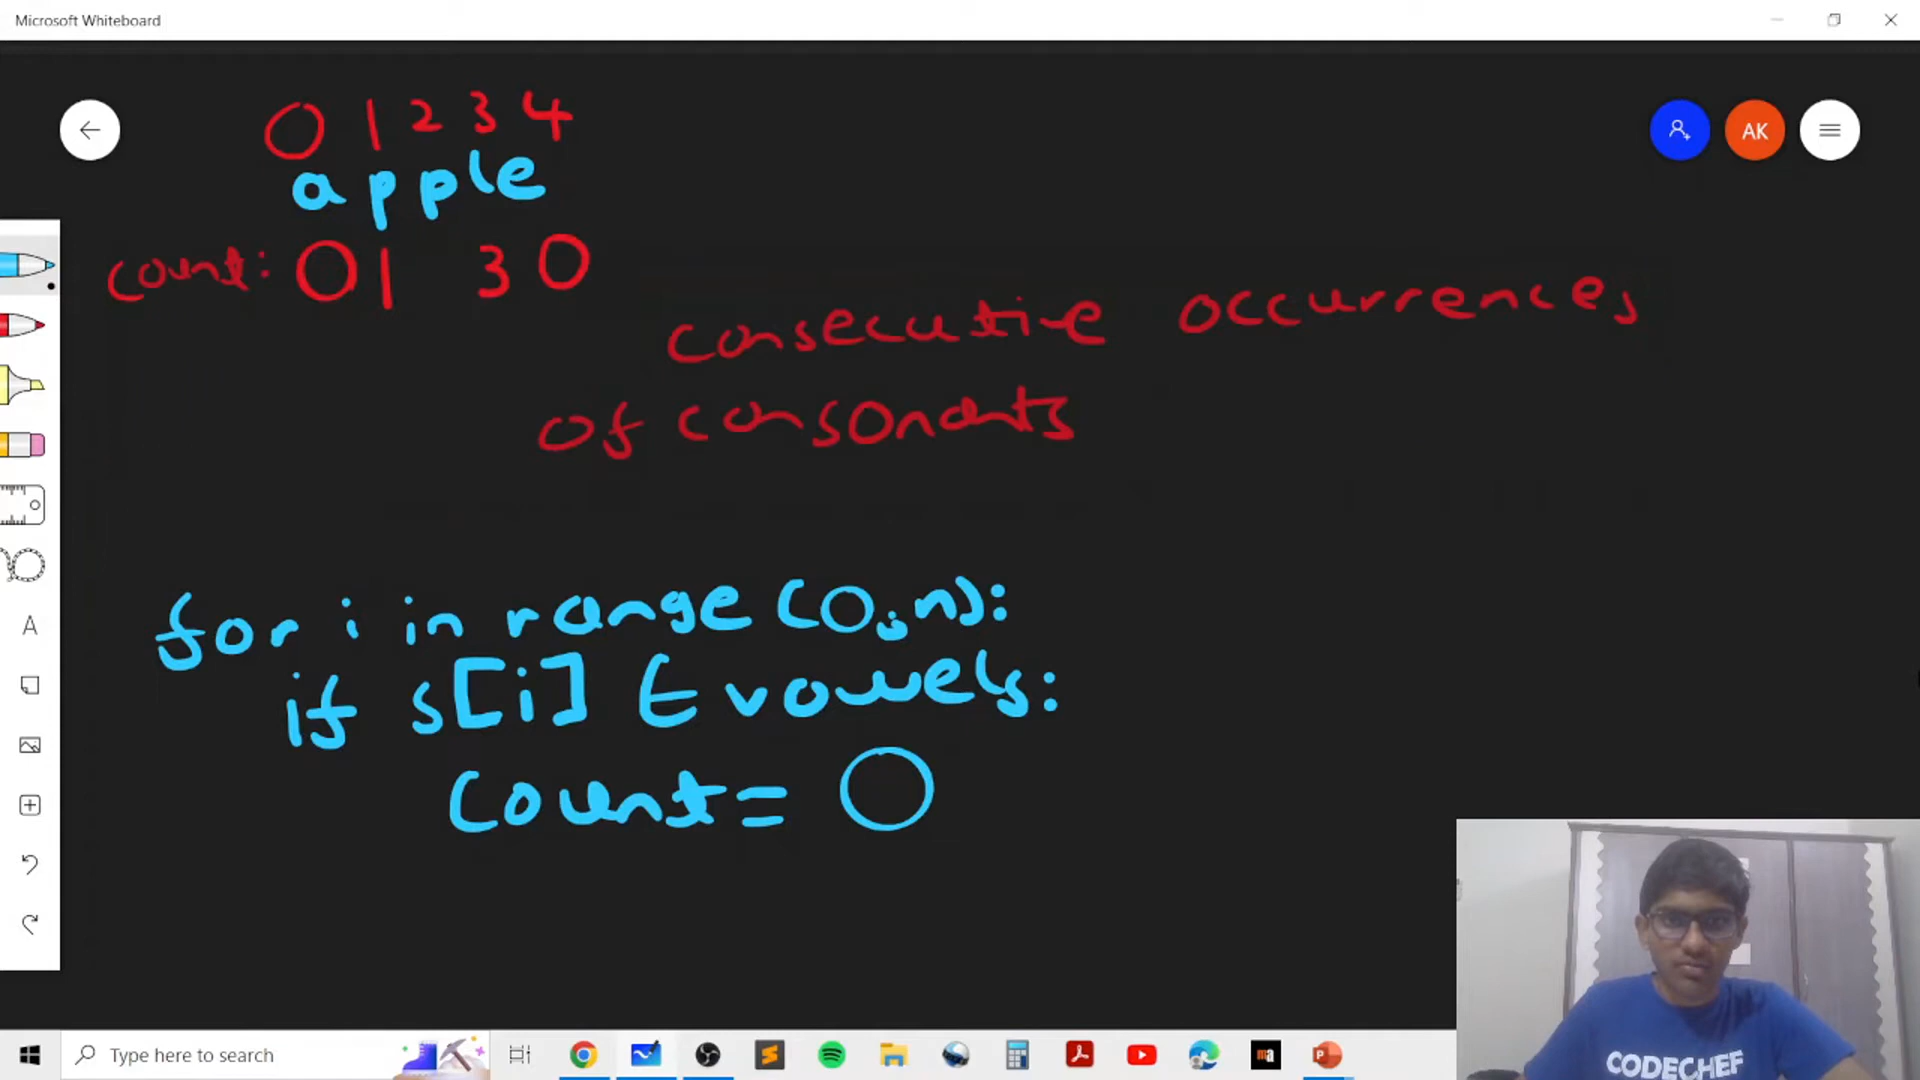 Microsoft Whiteboard
0 1 2 3 4
AK
apple
count: 0 1 3 0
consecutive occurrences
of consonants
for i in range (0,n):
if s[i] ∈ vowels:
count = 0
A
CODECHEF
Type here to search
ma